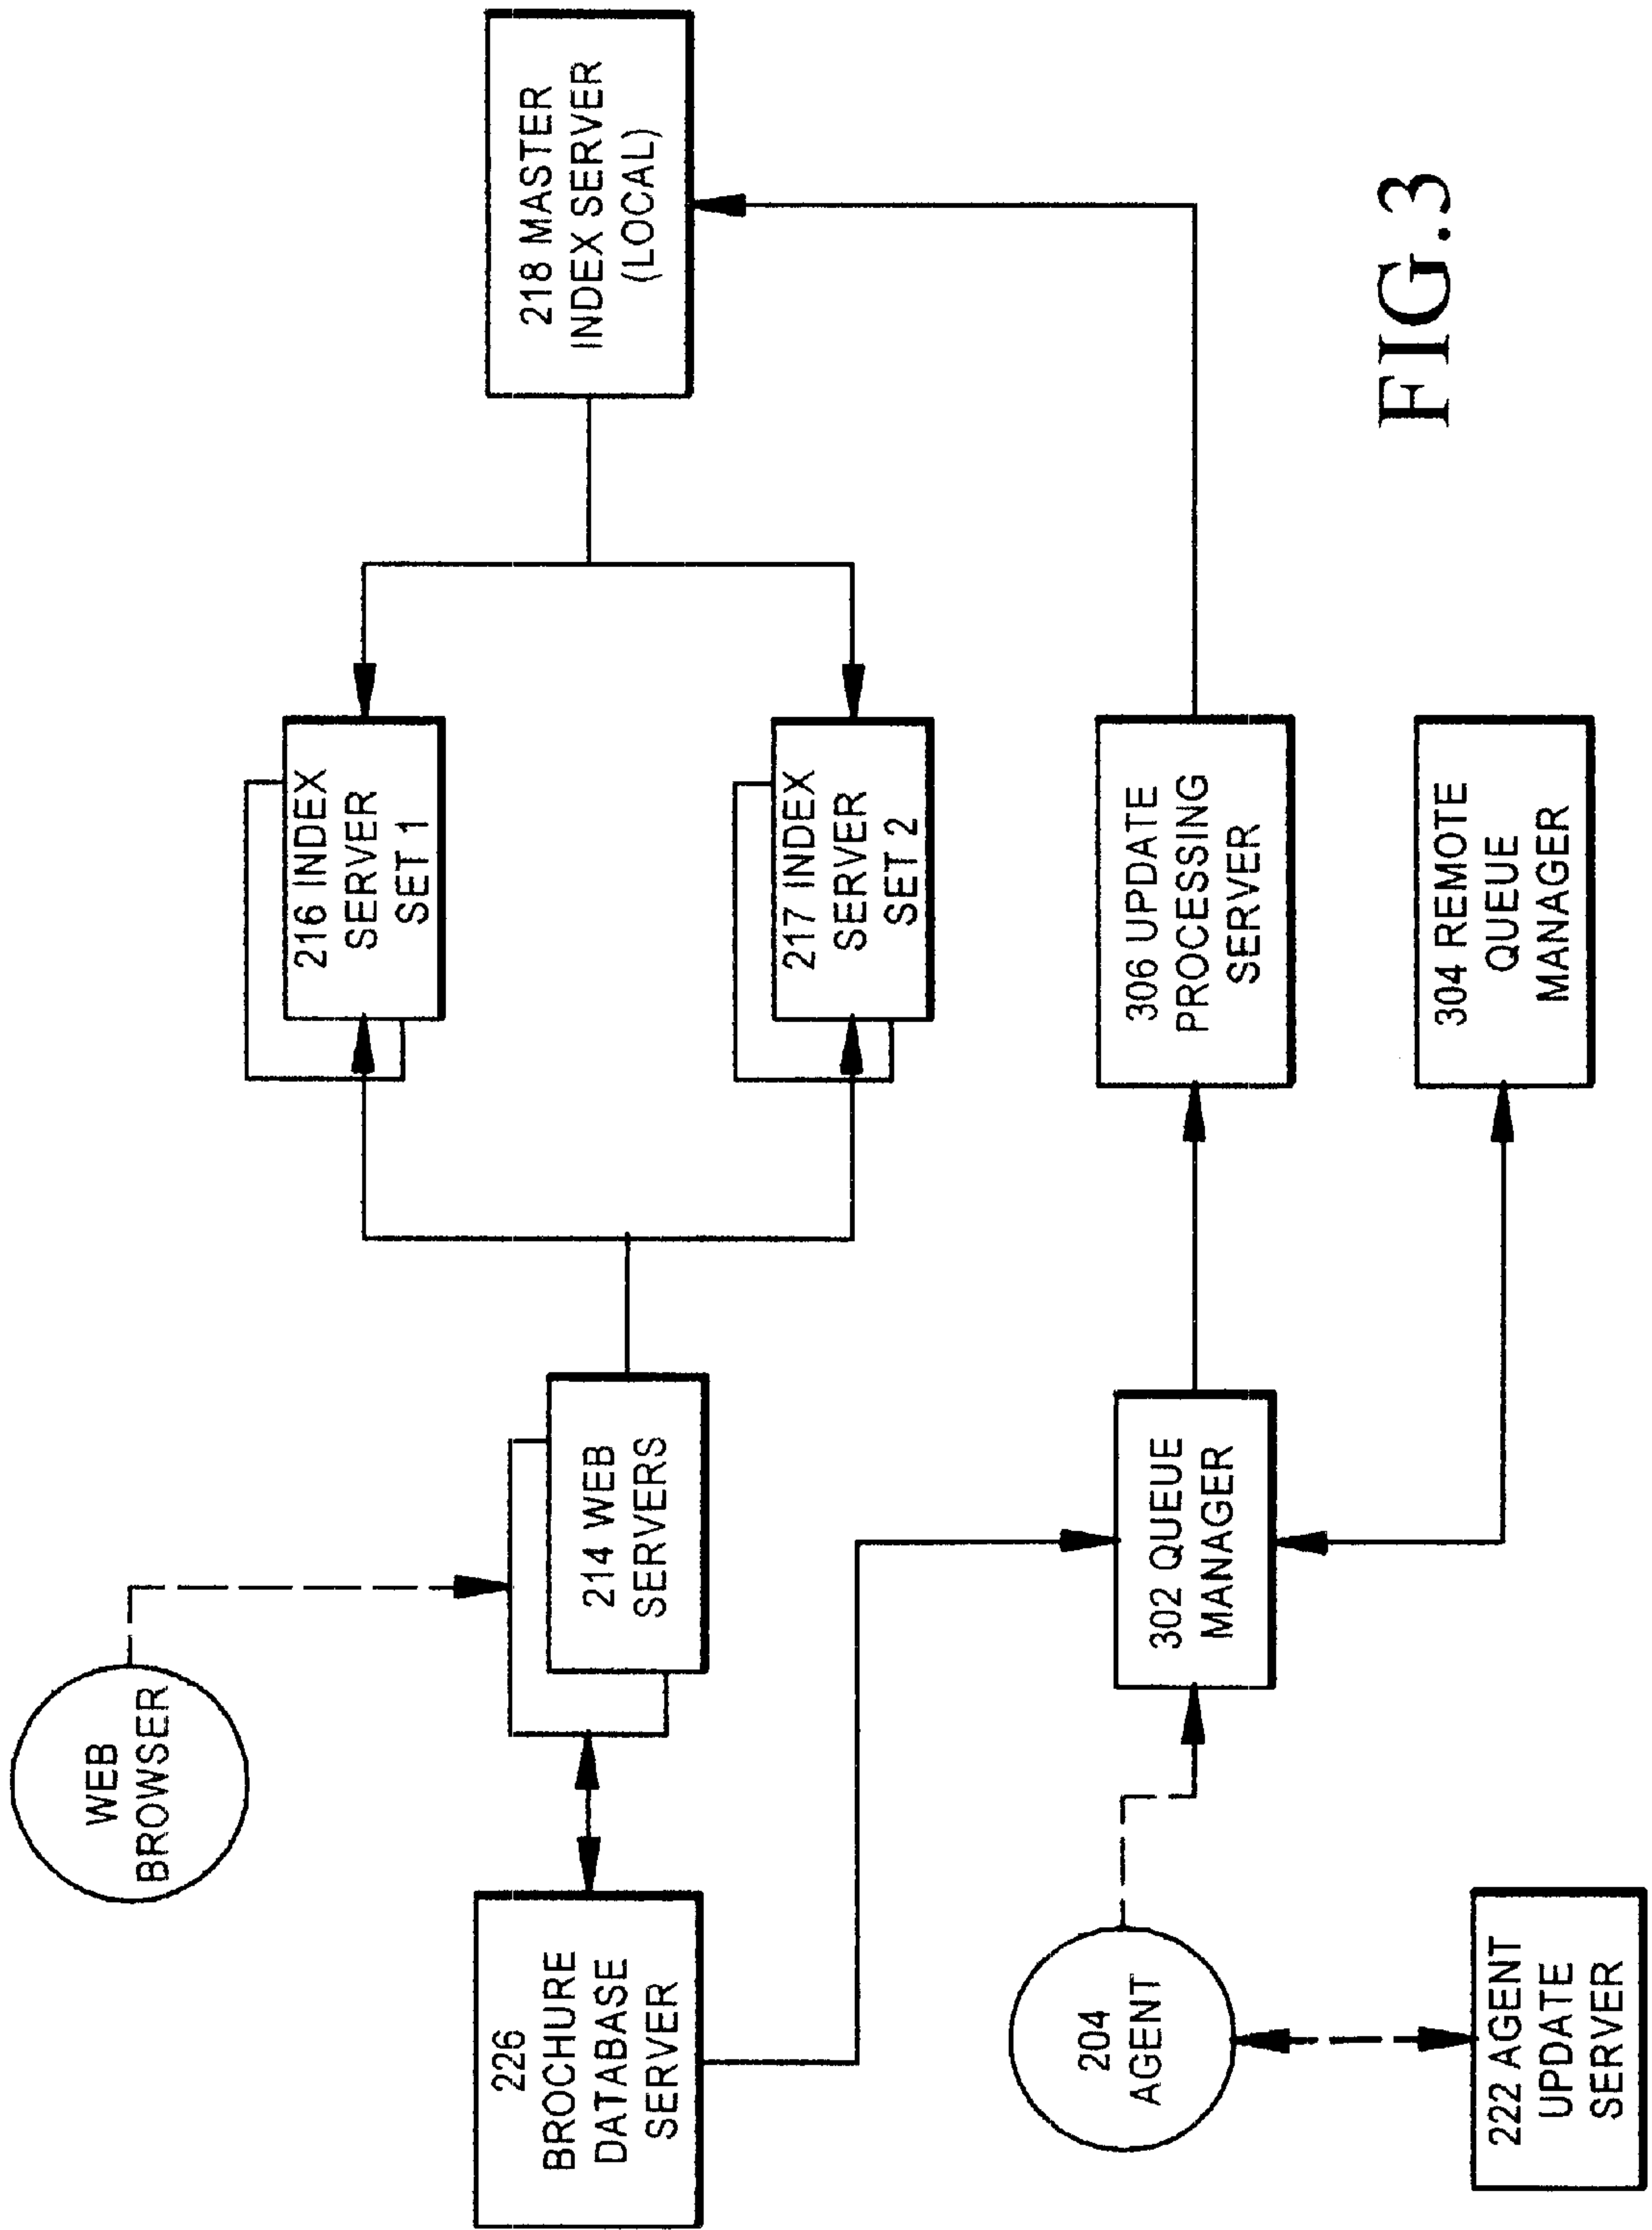 WEB
BROWSER
226
BROCHURE
DATABASE
SERVER
214 WEB
SERVERS
216 INDEX
SERVER
SET 1
217 INDEX
SERVER
SET 2
218 MASTER
INDEX SERVER
(LOCAL)
204
AGENT
302 QUEUE
MANAGER
306 UPDATE
PROCESSING
SERVER
222 AGENT
UPDATE
SERVER
304 REMOTE
QUEUE
MANAGER
FIG.3